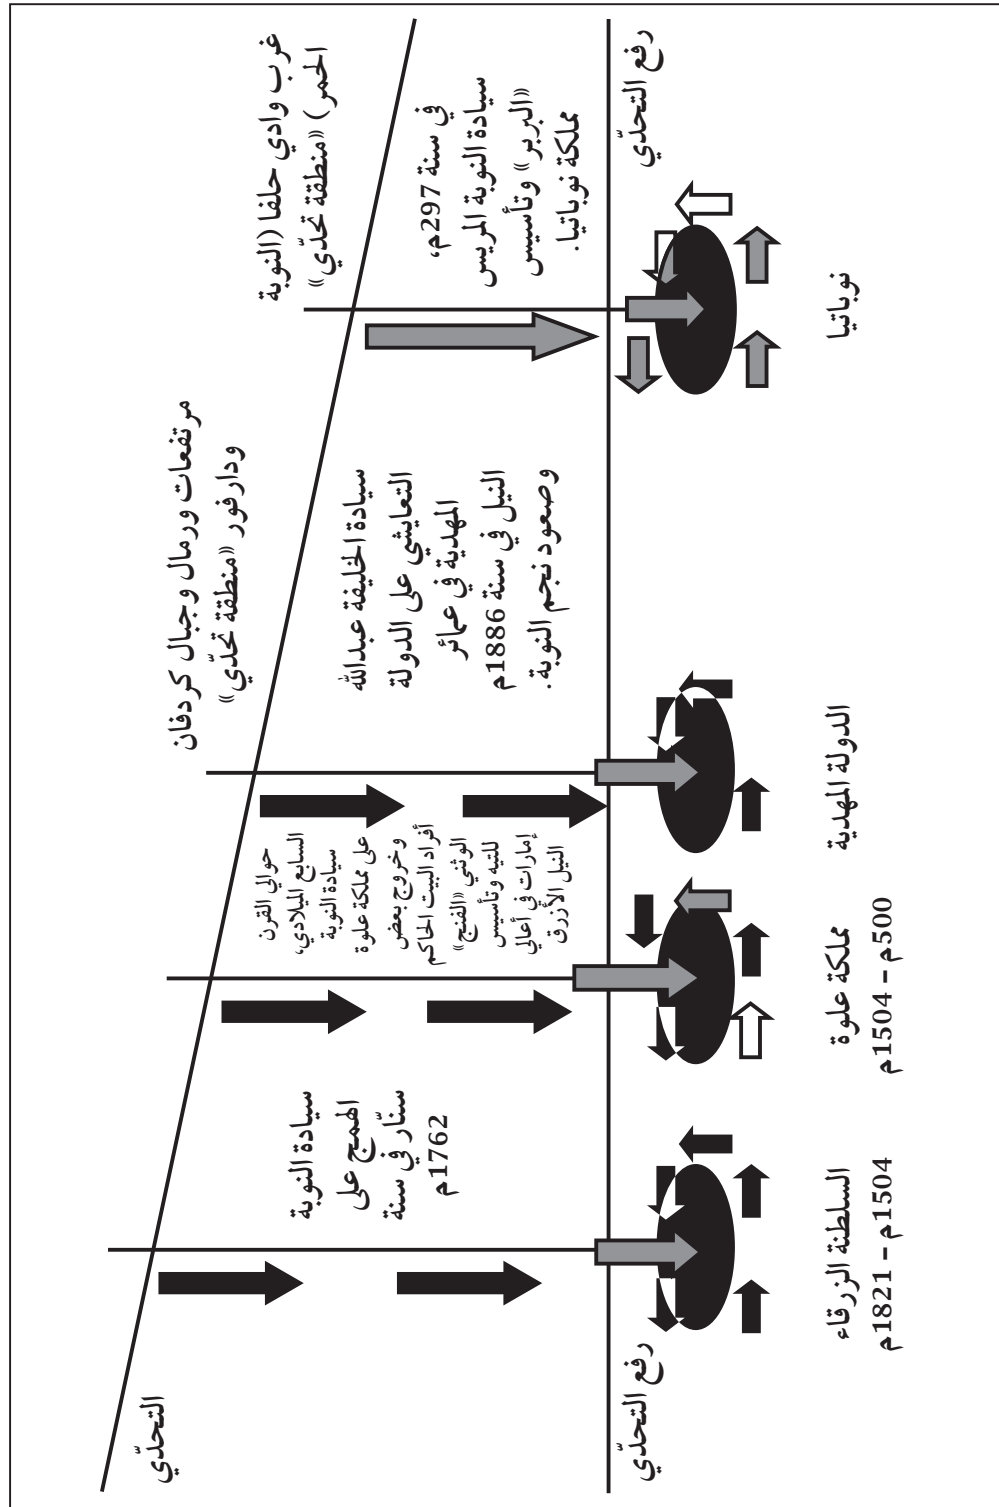 غرب وادي حلفا (النوبة
الحمر) «منطقة تحدّي»
مرتفعات ورمال وجبال كردفان
ودارفور «منطقة تحدّي»
التحدّي
في سنة 297م،
سيادة النوبة المريس
«البربر» وتأسيس
مملكة نوباتيا.
سيادة الخليفة عبدالله
التعايشي على الدولة
المهدية في عمائر
النيل في سنة 1886م
وصعود نجم النوبة.
حوالي القرن
السابع الميلادي،
سيادة النوبة
على مملكة علوة
وخروج بعض
أفراد البيت الحاكم
الوثني «الفنج»
للتيه وتأسيس
إمارات في أعالي
النيل الأزرق
سيادة النوبة
الهمج على
سنّار في سنة
1762م
رفع التحدّي
رفع التحدّي
نوباتيا
الدولة المهدية
مملكة علوة
500م – 1504م
السلطنة الزرقاء
1504م – 1821م